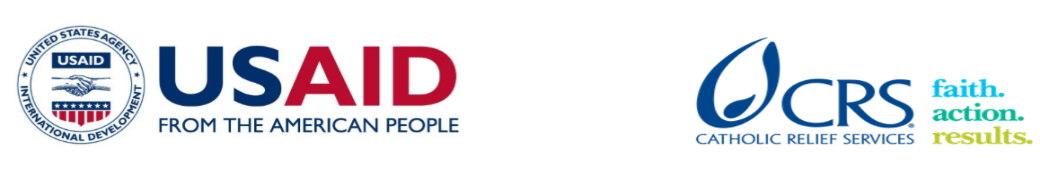 UNITED STATES AGENCY
USAID
INTERNATIONAL DEVELOPMENT
USAID
FROM THE AMERICAN PEOPLE
CRS
CATHOLIC RELIEF SERVICES
faith.
action.
results.